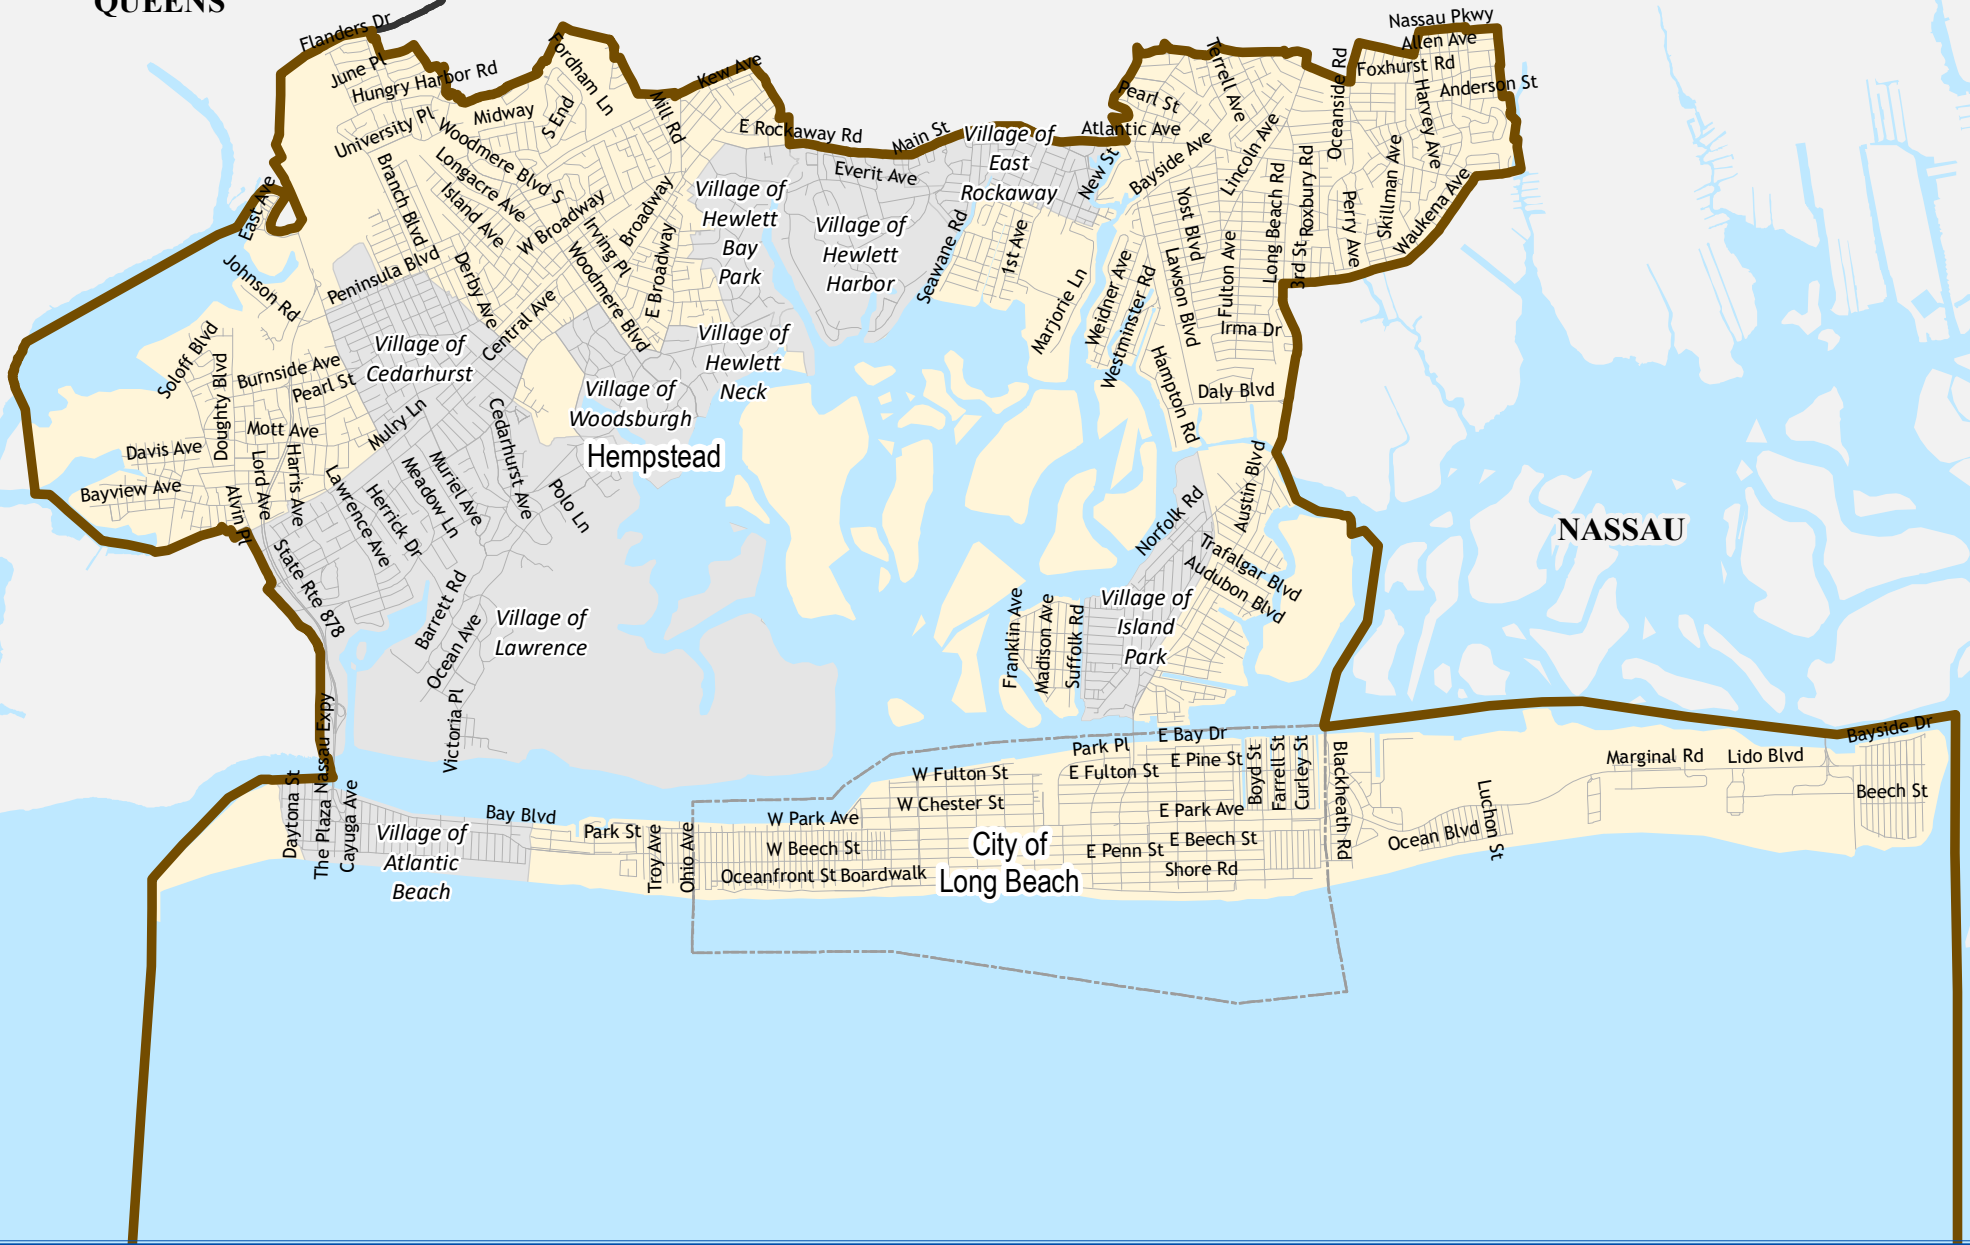 QUEENS
Flanders Dr
June Pl
Hungry Harbor Rd
Fordham Ln
Kew Ave
Midway
S End
Mill Rd
University Pl
Woodmere Blvd S
E Rockaway Rd
Main St
Village of
East
Rockaway
Atlantic Ave
Pearl St
Terrell Ave
Nassau Pkwy
Allen Ave
Foxhurst Rd
Anderson St
Oceanside Rd
Harvey Ave
Skillman Ave
Waukena Ave
Perry Ave
Roxbury Rd
3rd St
Long Beach Rd
Lincoln Ave
Bayside Ave
New St
Yost Blvd
Fulton Ave
Lawson Blvd
Irma Dr
Daly Blvd
Hampton Rd
Westminster Rd
Weidner Ave
Marjorie Ln
1st Ave
Seawane Rd
Everit Ave
Village of
Hewlett
Harbor
Village of
Hewlett
Bay
Park
Village of
Hewlett
Neck
Longacre Ave
Island Ave
Branch Blvd
W Broadway
Irving Pl
Broadway
E Broadway
Woodmere Blvd
Derby Ave
Central Ave
Peninsula Blvd
East Ave
Johnson Rd
Soloff Blvd
Doughty Blvd
Burnside Ave
Pearl St
Village of
Cedarhurst
Village of
Woodsburgh
Hempstead
Mott Ave
Mulry Ln
Cedarhurst Ave
Davis Ave
Bayview Ave
Alvin Pl
Lord Ave
Harris Ave
Lawrence Ave
Herrick Dr
Meadow Ln
Muriel Ave
Polo Ln
State Rte 878
Barrett Rd
Ocean Ave
Village of
Lawrence
Victoria Pl
Norfolk Rd
Austin Blvd
Trafalgar Blvd
Audubon Blvd
Village of
Island
Park
Franklin Ave
Madison Ave
Suffolk Rd
NASSAU
Nassau Expy
The Plaza
Daytona St
Cayuga Ave
Village of
Atlantic
Beach
Bay Blvd
Park St
Troy Ave
Ohio Ave
W Park Ave
W Beech St
Oceanfront St Boardwalk
W Fulton St
W Chester St
City of
Long Beach
Park Pl
E Bay Dr
E Fulton St
E Pine St
Boyd St
Farrell St
Curley St
E Park Ave
E Penn St
E Beech St
Shore Rd
Blackheath Rd
Ocean Blvd
Luchon St
Marginal Rd
Lido Blvd
Bayside Dr
Beech St